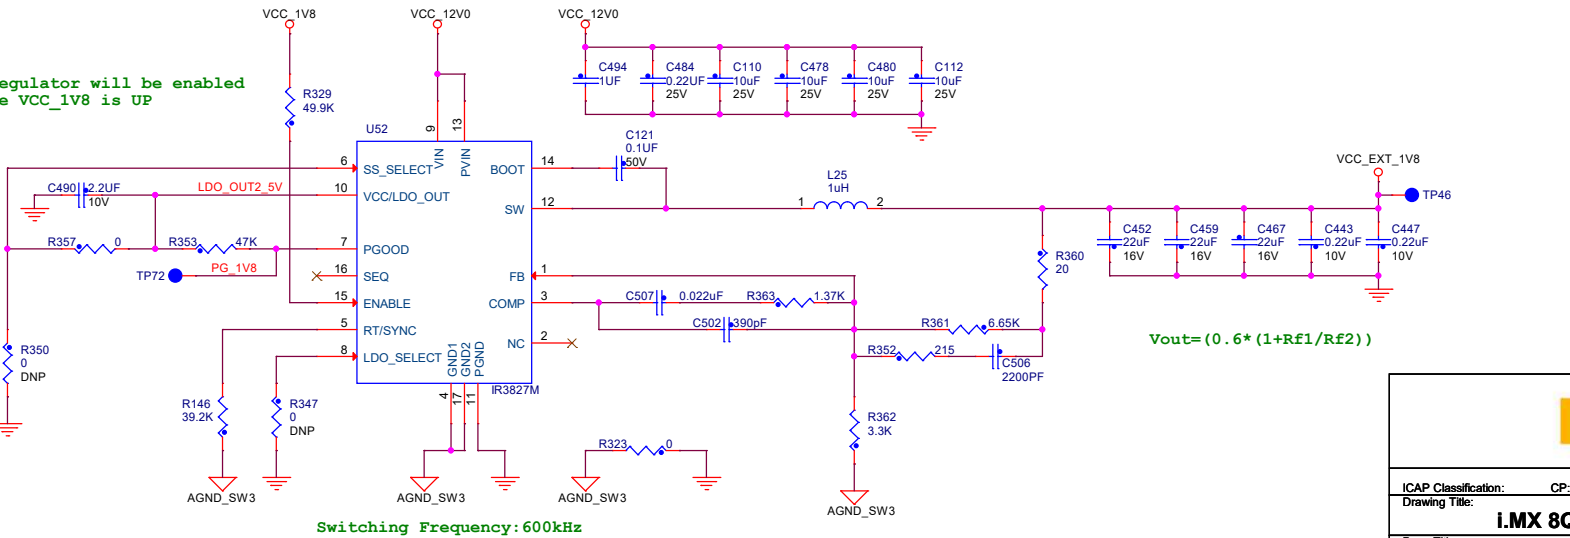 VCC_1V8
VCC_12V0
VCC_12V0
egulator will be enabled
e VCC_1V8 is UP
R329
49.9K
C494
1UF
C484
0.22UF
25V
C110
10uF
25V
C478
10uF
25V
C480
10uF
25V
C112
10uF
25V
U52
9
13
VIN
PVIN
6
SS_SELECT
BOOT
14
C121
0.1UF
50V
VCC_EXT_1V8
TP46
C490
2.2UF
10V
LDO_OUT2_5V
10
VCC/LDO_OUT
SW
12
L25
1uH
1
2
C452
22uF
16V
C459
22uF
16V
C467
22uF
16V
C443
0.22uF
10V
C447
0.22uF
10V
R357
0
R353
47K
7
PGOOD
TP72
PG_1V8
16
SEQ
FB
1
R360
20
15
ENABLE
COMP
3
C507
0.022uF
R363
1.37K
5
RT/SYNC
C502
390pF
R361
6.65K
NC
2
8
LDO_SELECT
R352
215
C506
2200PF
Vout=(0.6*(1+Rf1/Rf2))
R350
0
DNP
GND1
GND2
PGND
4
17
11
IR3827M
R146
39.2K
R347
0
DNP
R362
3.3K
R323
0
AGND_SW3
AGND_SW3
AGND_SW3
AGND_SW3
Switching Frequency:600kHz
ICAP Classification:
CP:
Drawing Title:
i.MX 8Q